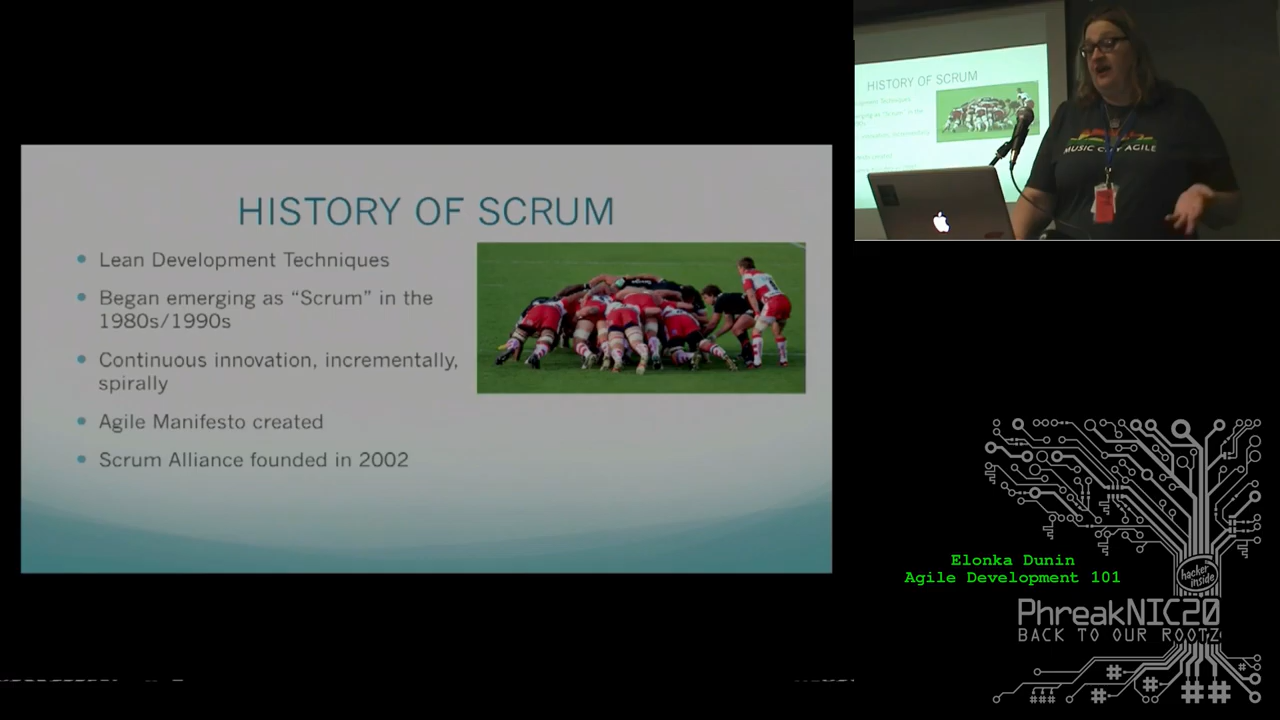 HISTORY OF SCRUM
Lean Development Techniques
Began emerging as “Scrum” in the
1980s/1990s
Continuous innovation, incrementally,
spirally
Agile Manifesto created
Scrum Alliance founded in 2002
HISTORY OF SCRUM
MUSIC CITY AGILE
Elonka Dunin
Agile Development 101
hacker
inside
PhreakNIC20
BACK TO OUR ROOTZ